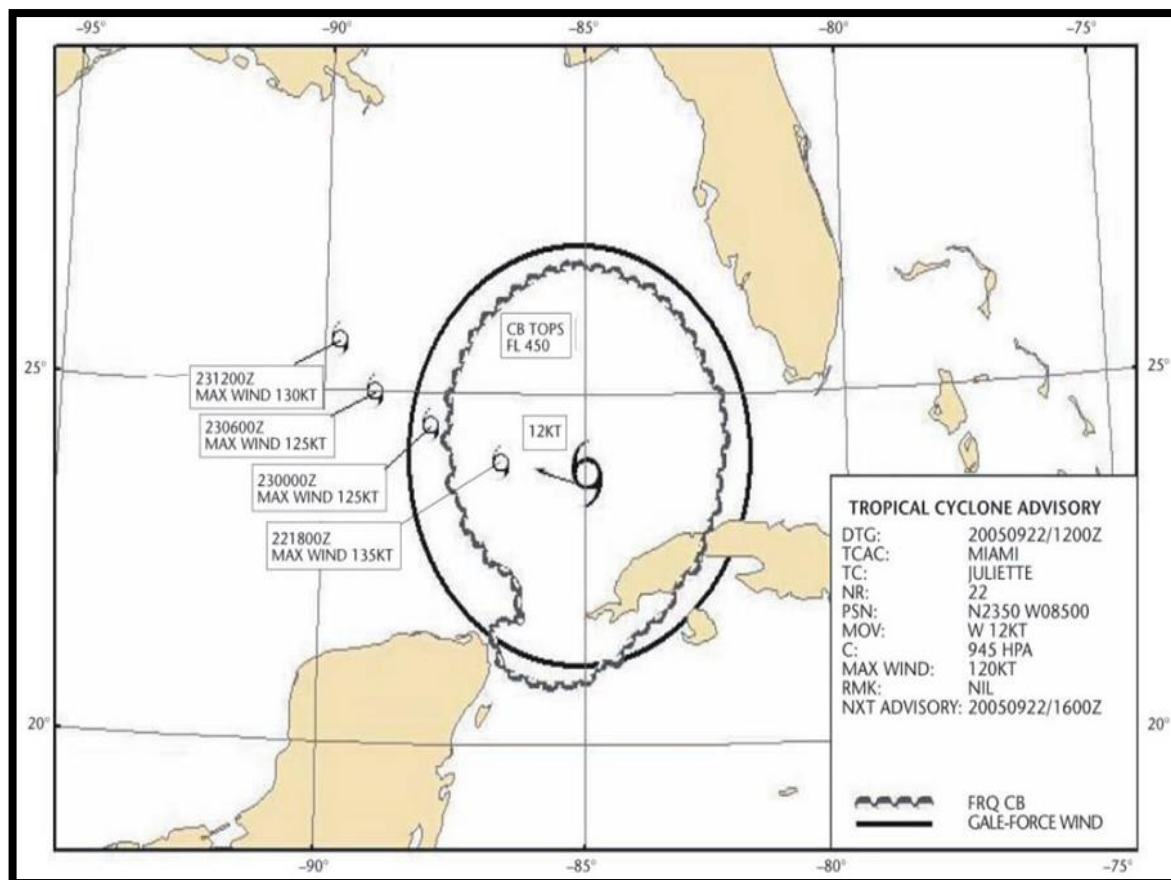 −95°
−90°
−85°
−80°
−75°
CB TOPS
FL 450
25°
25°
231200Z
MAX WIND 130KT
230600Z
MAX WIND 125KT
12KT
230000Z
MAX WIND 125KT
221800Z
MAX WIND 135KT
TROPICAL CYCLONE ADVISORY
DTG: 20050922/1200Z
TCAC: MIAMI
TC: JULIETTE
NR: 22
PSN: N2350 W08500
MOV: W 12KT
C: 945 HPA
MAX WIND: 120KT
RMK: NIL
NXT ADVISORY: 20050922/1600Z
20°
20°
FRQ CB
GALE-FORCE WIND
−90°
−85°
−80°
−75°